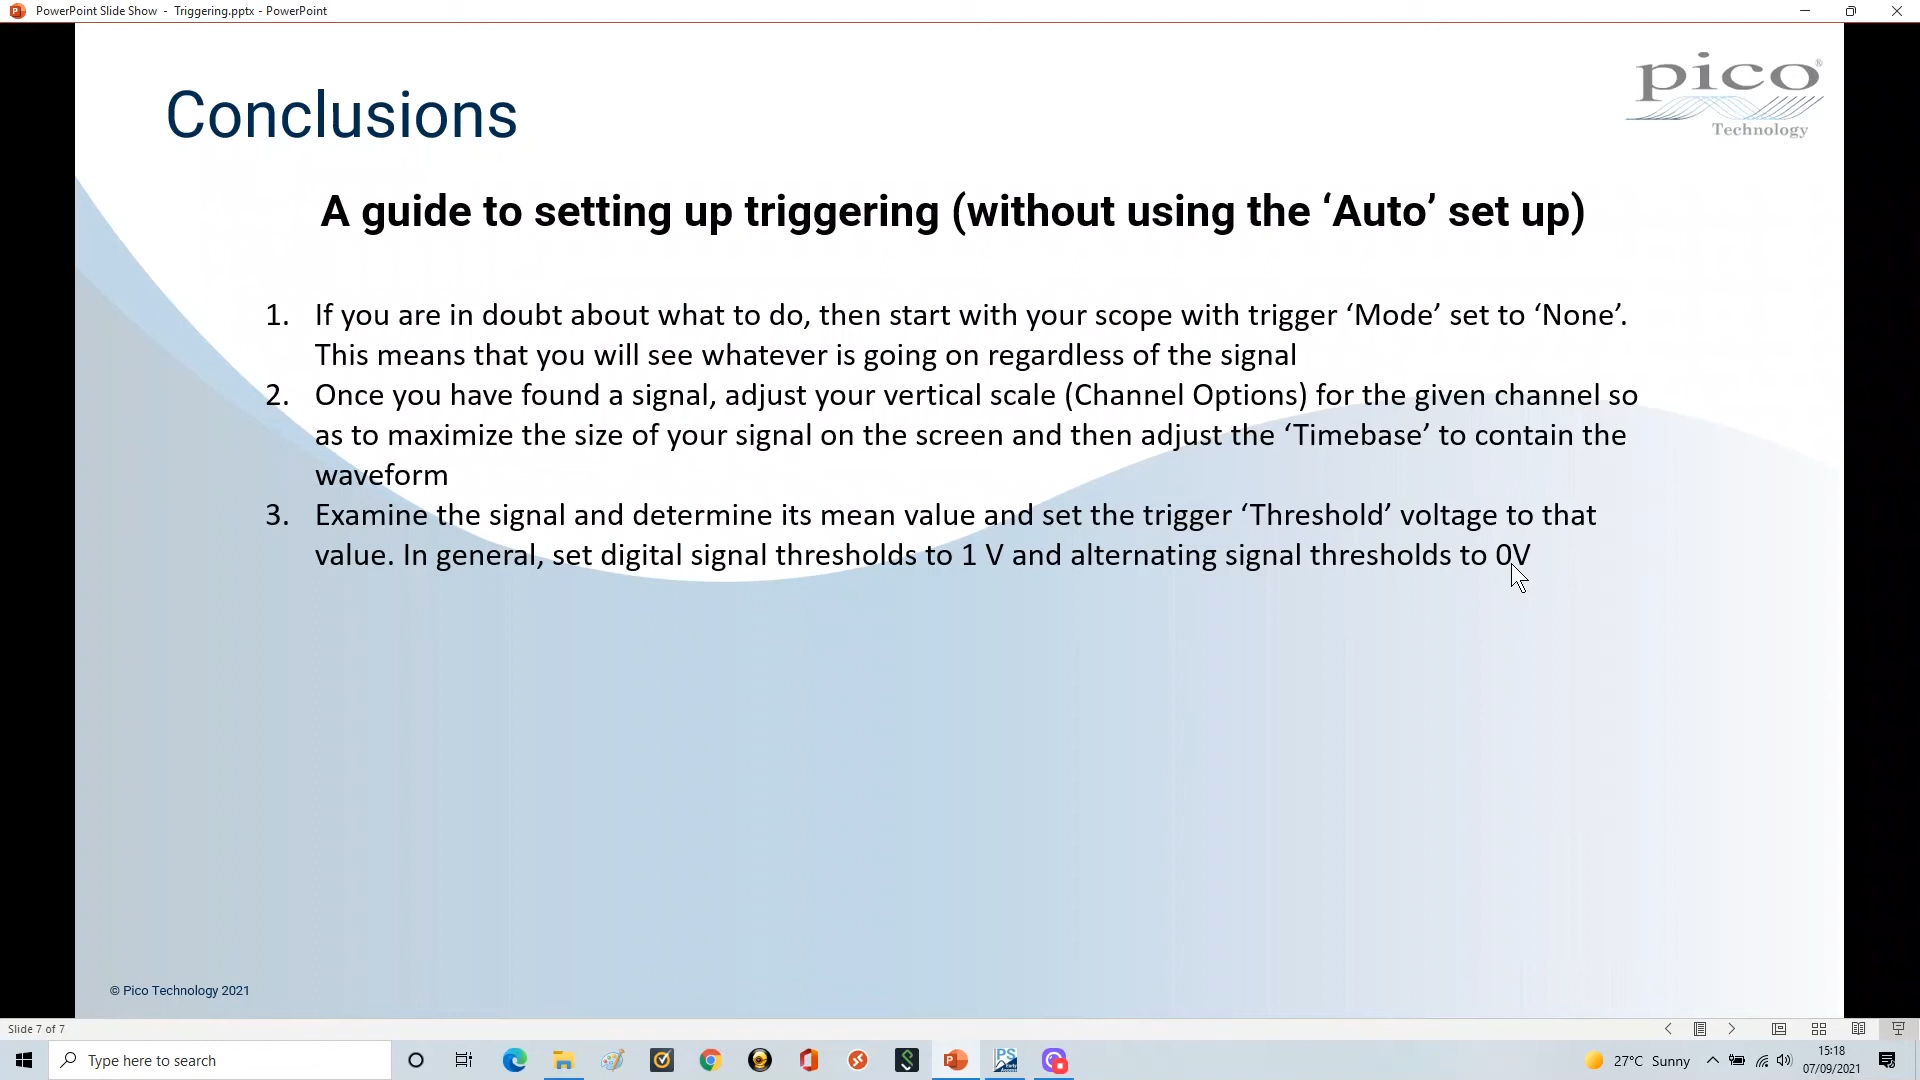 PowerPoint Slide Show - Triggering.pptx - PowerPoint
pico®
Technology
Conclusions
A guide to setting up triggering (without using the ‘Auto’ set up)
1. If you are in doubt about what to do, then start with your scope with trigger ‘Mode’ set to ‘None’.
This means that you will see whatever is going on regardless of the signal
2. Once you have found a signal, adjust your vertical scale (Channel Options) for the given channel so
as to maximize the size of your signal on the screen and then adjust the ‘Timebase’ to contain the
waveform
3. Examine the signal and determine its mean value and set the trigger ‘Threshold’ voltage to that
value. In general, set digital signal thresholds to 1 V and alternating signal thresholds to 0V
© Pico Technology 2021
Slide 7 of 7
Type here to search
PS
27°C Sunny
15:18
07/09/2021